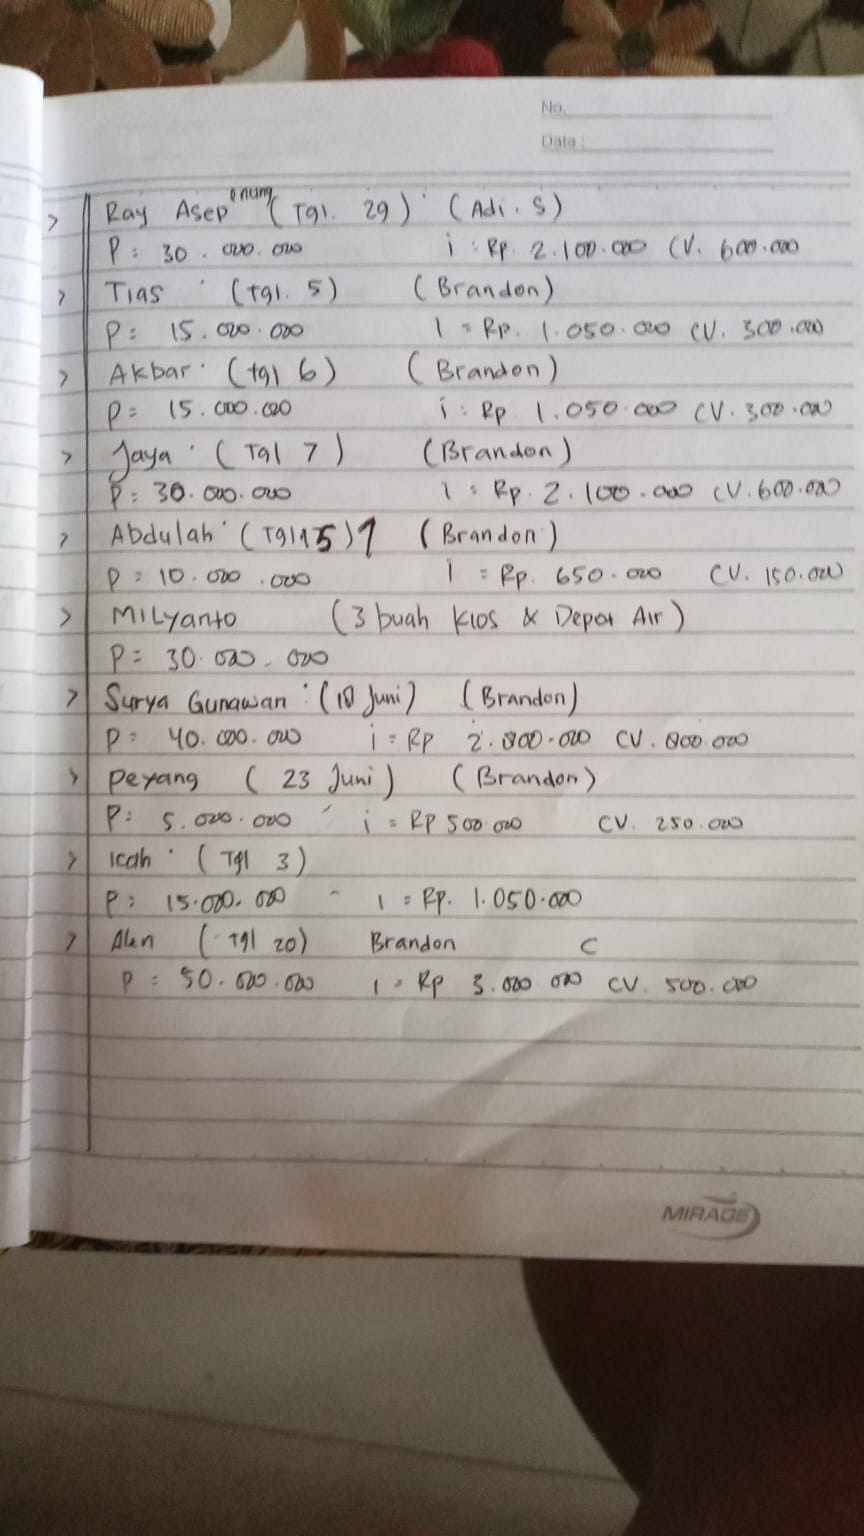 No.
Date :
> Ray Asep onung (Tgl. 29) (Adi. S)
P = 30.000.000 i : Rp. 2.100.000 CV. 600.000
> Tias (tgl. 5) (Brandon)
P = 15.000.000 I = Rp. 1.050.000 CV. 300.000
> Akbar (tgl 6) (Brandon)
P = 15.000.000 i : Rp 1.050.000 CV. 300.000
> Jaya (Tgl 7) (Brandon)
P : 30.000.000 I = Rp. 2.100.000 CV. 600.000
> Abdulah (Tgl 15) (Brandon)
P = 10.000.000 I = Rp. 650.000 CV. 150.000
> MILyanto (3 buah Kios & Depot Air)
P = 30.000.000
> Surya Gunawan : (18 Juni) (Brandon)
P = 40.000.000 i = Rp 2.800.000 CV. 800.000
> Peyang (23 Juni) (Brandon)
P : 5.000.000 i = RP 500.000 CV. 250.000
> Icah (Tgl 3)
P : 15.000.000 - I = Rp. 1.050.000
> Alen (Tgl 20) Brandon C
P = 50.000.000 I = Rp 3.000.000 CV. 500.000
MIRAGE